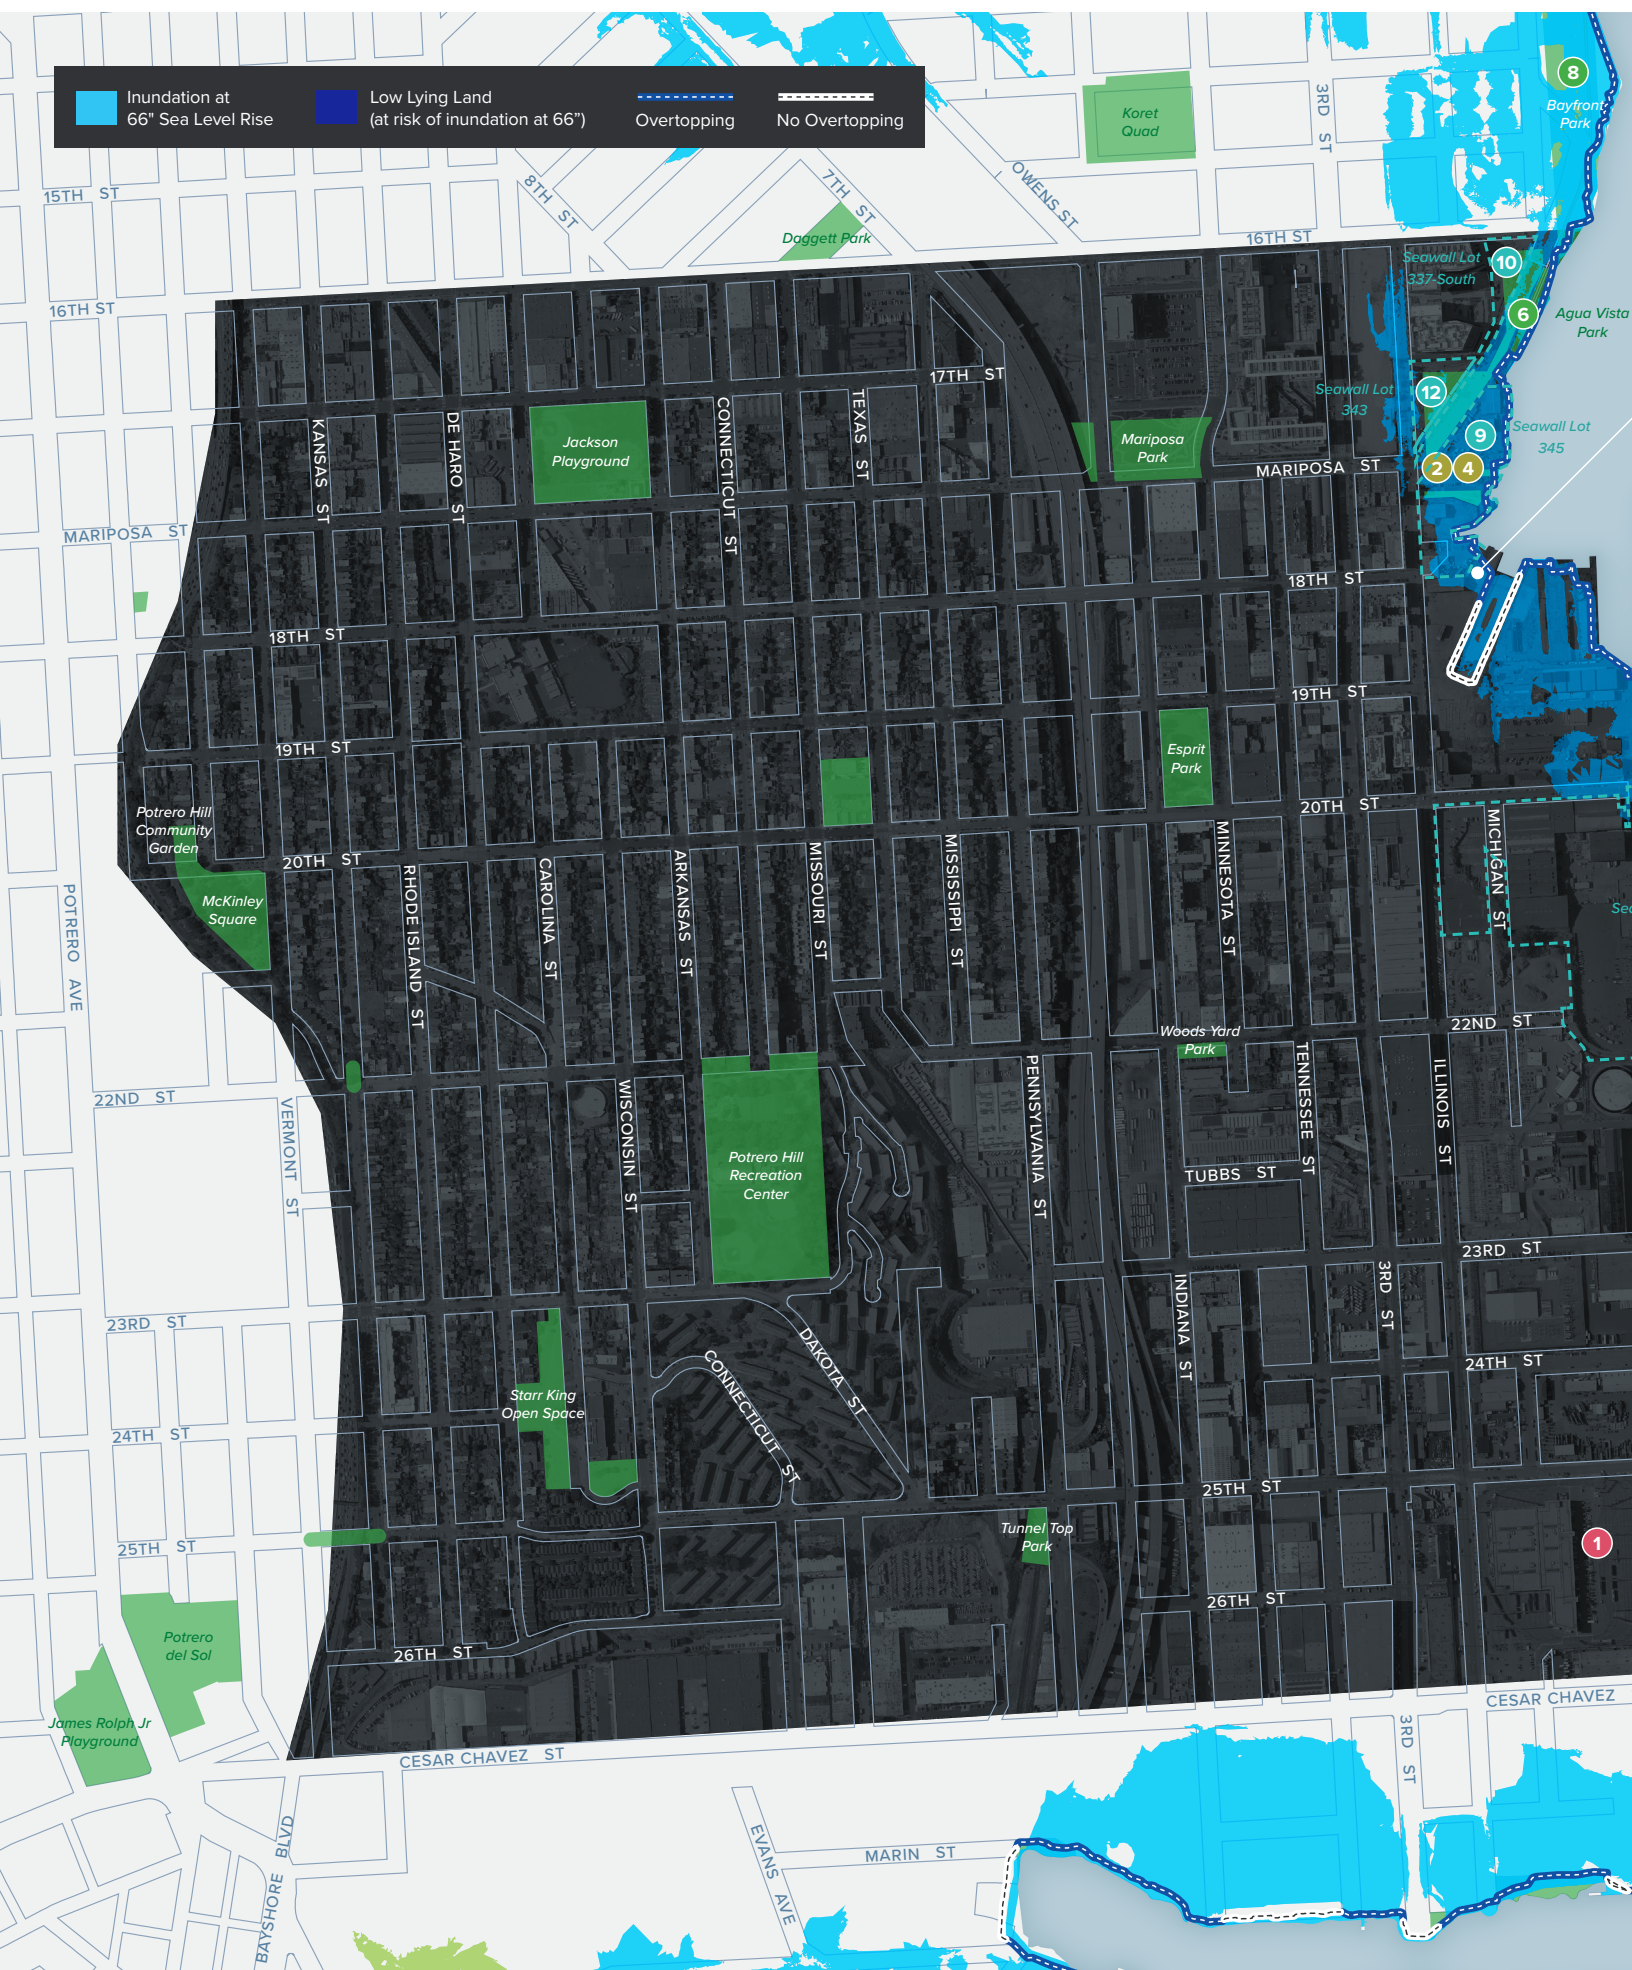 Inundation at
66" Sea Level Rise
Low Lying Land
(at risk of inundation at 66”)
Overtopping
No Overtopping
8
Bayfront
Park
Koret
Quad
3RD ST
15TH ST
8TH ST
7TH ST
OWENS ST
Daggett Park
16TH ST
Seawall Lot
337-South
10
6
Agua Vista
Park
16TH ST
17TH ST
Seawall Lot
343
12
9
Seawall Lot
345
2
4
KANSAS ST
DE HARO ST
Jackson
Playground
CONNECTICUT ST
TEXAS ST
Mariposa
Park
MARIPOSA ST
MARIPOSA ST
18TH ST
18TH ST
19TH ST
19TH ST
Esprit
Park
20TH ST
Potrero Hill
Community
Garden
20TH ST
McKinley
Square
POTRERO AVE
RHODE ISLAND ST
CAROLINA ST
ARKANSAS ST
MISSOURI ST
MISSISSIPPI ST
MINNESOTA ST
MICHIGAN ST
Sea
22ND ST
Woods Yard
Park
22ND ST
VERMONT ST
WISCONSIN ST
Potrero Hill
Recreation
Center
PENNSYLVANIA ST
TENNESSEE ST
ILLINOIS ST
TUBBS ST
23RD ST
23RD ST
INDIANA ST
3RD ST
DAKOTA ST
CONNECTICUT ST
24TH ST
Starr King
Open Space
24TH ST
25TH ST
Tunnel Top
Park
1
25TH ST
26TH ST
Potrero
del Sol
26TH ST
James Rolph Jr
Playground
CESAR CHAVEZ
CESAR CHAVEZ ST
3RD ST
BAYSHORE BLVD
EVANS AVE
MARIN ST